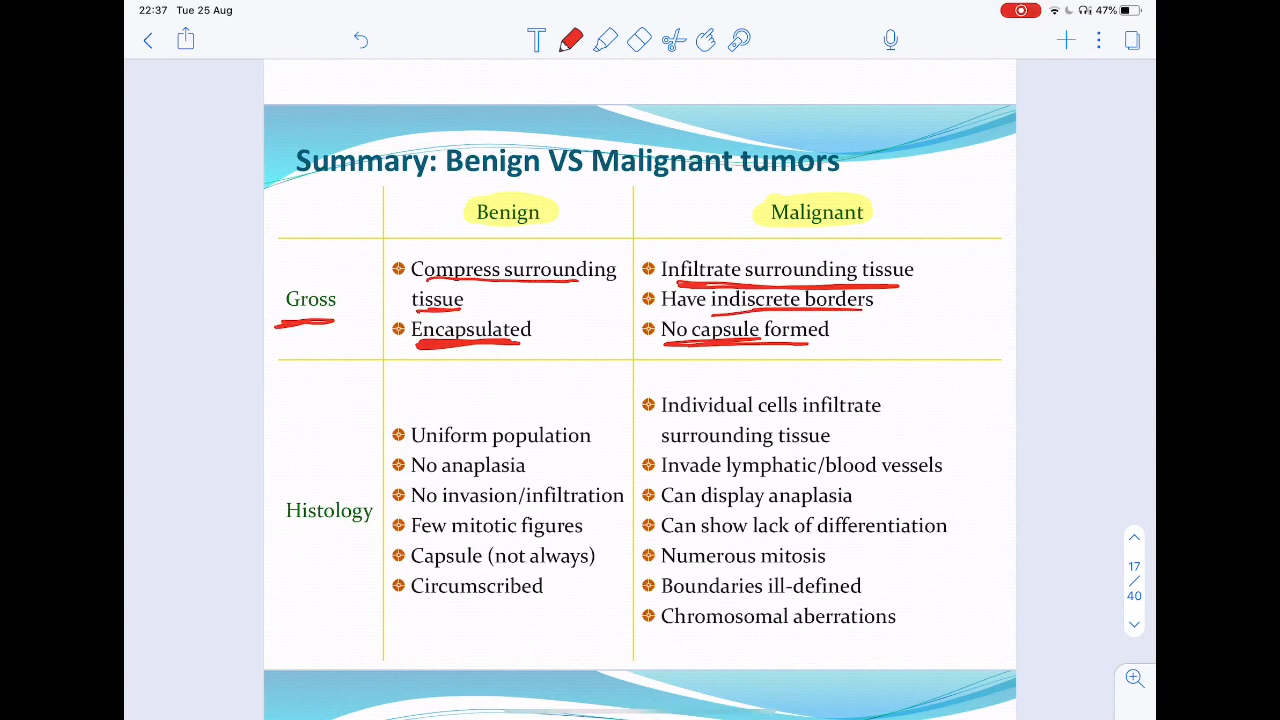 22:37 Tue 25 Aug
47%
Summary: Benign VS Malignant tumors
Benign
Malignant
Gross
Compress surrounding
tissue
Encapsulated
Infiltrate surrounding tissue
Have indiscrete borders
No capsule formed
Histology
Uniform population
No anaplasia
No invasion/infiltration
Few mitotic figures
Capsule (not always)
Circumscribed
Individual cells infiltrate
surrounding tissue
Invade lymphatic/blood vessels
Can display anaplasia
Can show lack of differentiation
Numerous mitosis
Boundaries ill-defined
Chromosomal aberrations
17
/
40